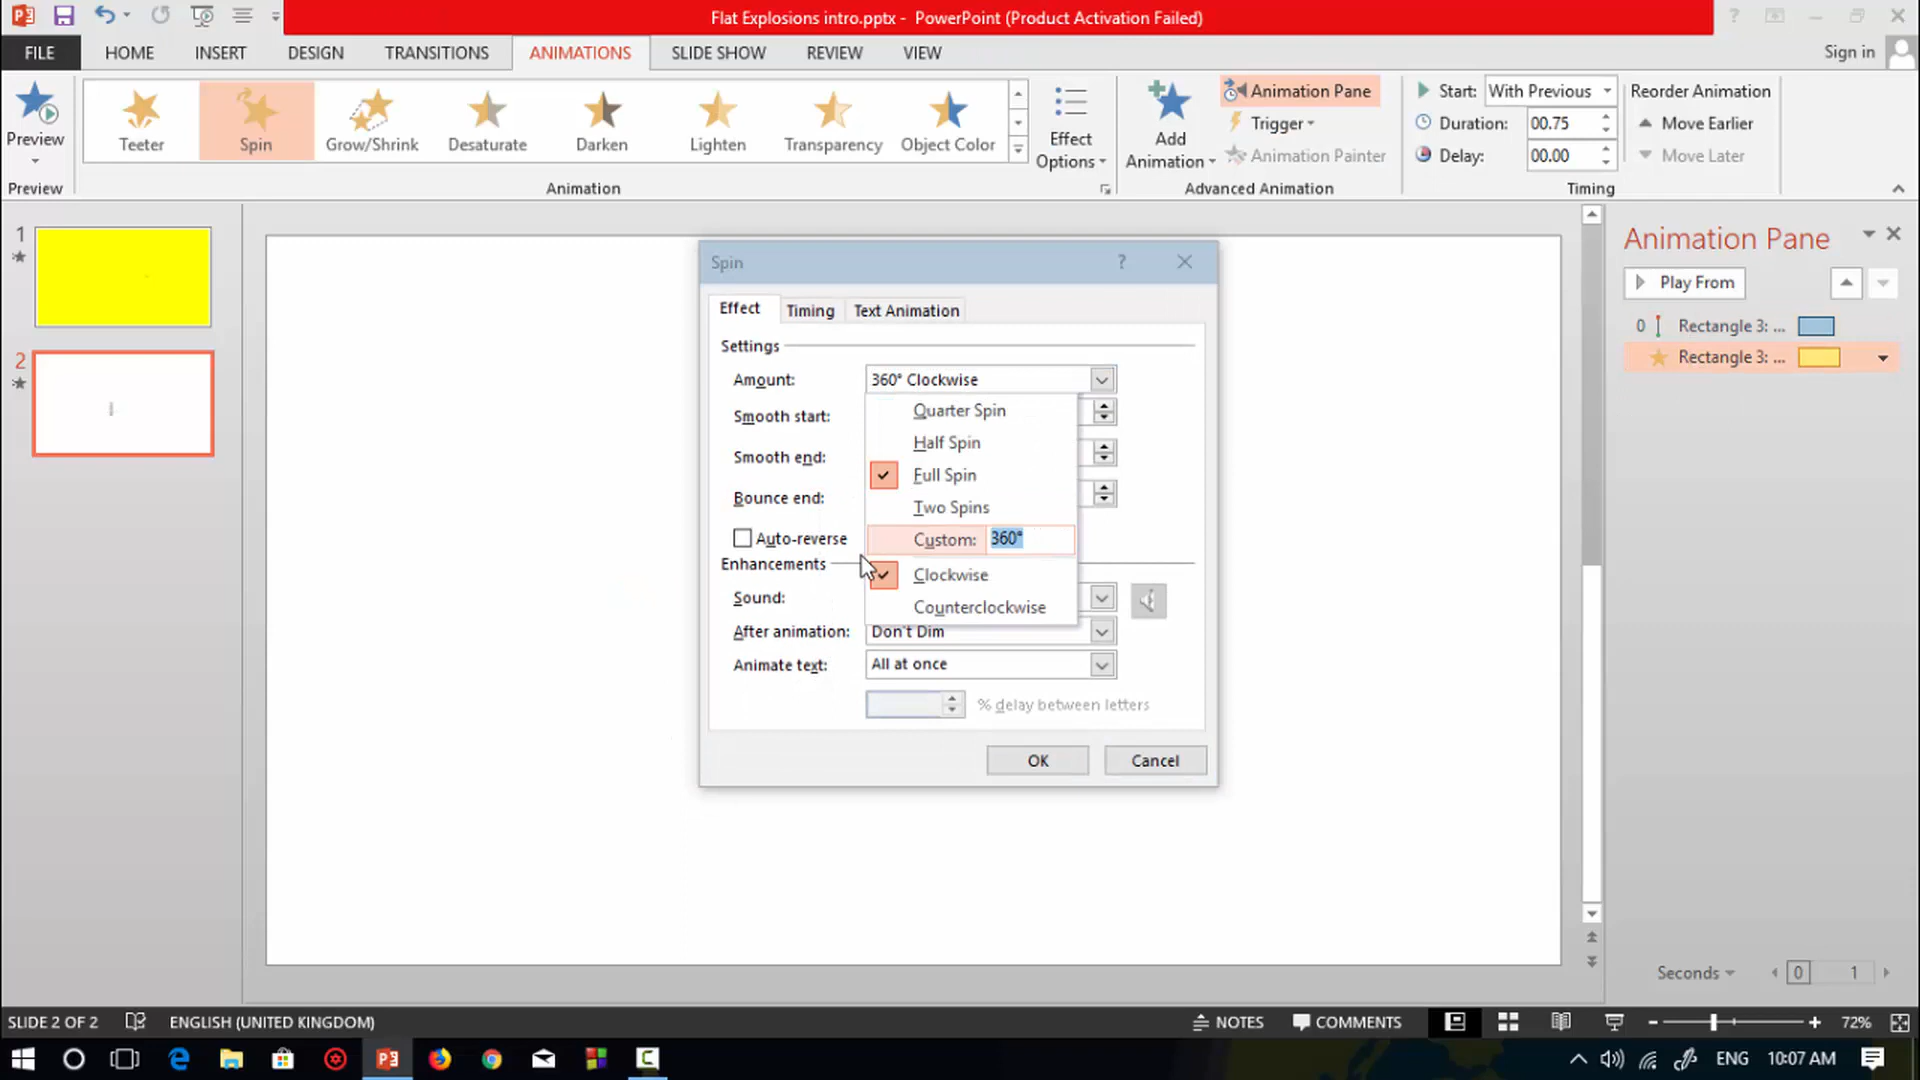 Flat Explosions intro.pptx - PowerPoint (Product Activation Failed)
FILE
HOME
INSERT
DESIGN
TRANSITIONS
ANIMATIONS
SLIDE SHOW
REVIEW
VIEW
Sign in
Preview
Teeter
Spin
Grow/Shrink
Desaturate
Darken
Lighten
Transparency
Object Color
Effect
Options
Add
Animation
Animation Pane
Trigger
Animation Painter
Start: With Previous
Duration: 00.75
Delay: 00.00
Reorder Animation
Move Earlier
Move Later
Preview
Animation
Advanced Animation
Timing
1
2
Spin
?
Effect
Timing
Text Animation
Settings
Amount: 360° Clockwise
Smooth start:
Smooth end:
Bounce end:
Auto-reverse
Quarter Spin
Half Spin
Full Spin
Two Spins
Custom: 360°
Clockwise
Counterclockwise
Enhancements
Sound:
After animation: Don't Dim
Animate text: All at once
% delay between letters
OK
Cancel
Animation Pane
Play From
0 Rectangle 3: ...
Rectangle 3: ...
Seconds
0
1
SLIDE 2 OF 2
ENGLISH (UNITED KINGDOM)
NOTES
COMMENTS
72%
ENG
10:07 AM